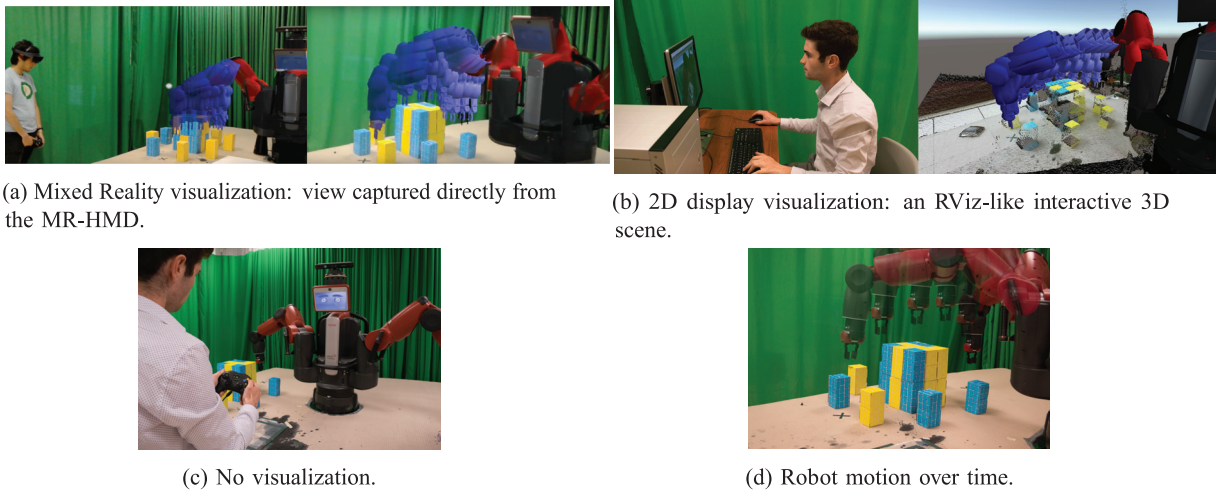 (a) Mixed Reality visualization: view captured directly from
the MR-HMD.
(b) 2D display visualization: an RViz-like interactive 3D
scene.
(c) No visualization.
(d) Robot motion over time.